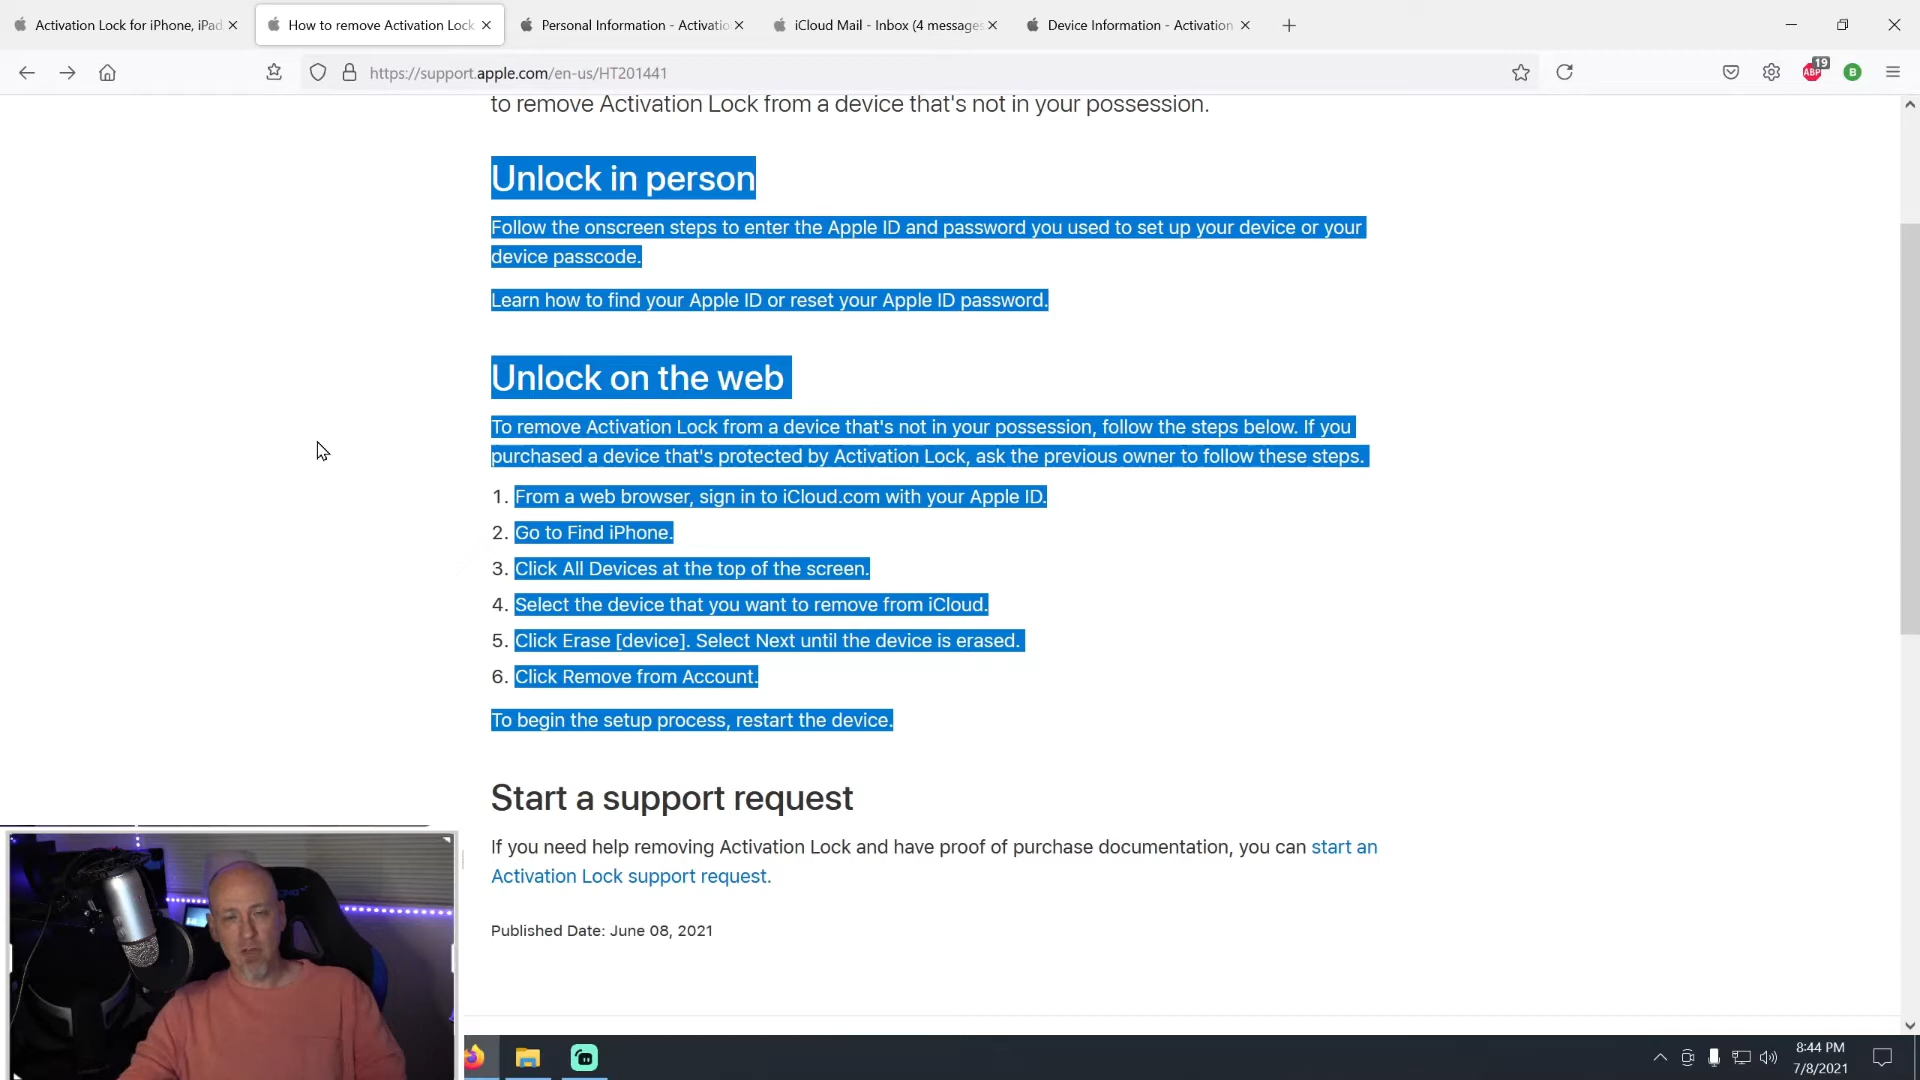 Activation Lock for iPhone, iPad
How to remove Activation Lock
Personal Information - Activatio
iCloud Mail - Inbox (4 messages
Device Information - Activation
https://support.apple.com/en-us/HT201441
19
ABP
B
to remove Activation Lock from a device that's not in your possession.
Unlock in person
Follow the onscreen steps to enter the Apple ID and password you used to set up your device or your
device passcode.
Learn how to find your Apple ID or reset your Apple ID password.
Unlock on the web
To remove Activation Lock from a device that's not in your possession, follow the steps below. If you
purchased a device that's protected by Activation Lock, ask the previous owner to follow these steps.
1. From a web browser, sign in to iCloud.com with your Apple ID.
2. Go to Find iPhone.
3. Click All Devices at the top of the screen.
4. Select the device that you want to remove from iCloud.
5. Click Erase [device]. Select Next until the device is erased.
6. Click Remove from Account.
To begin the setup process, restart the device.
Start a support request
If you need help removing Activation Lock and have proof of purchase documentation, you can start an
Activation Lock support request.
Published Date: June 08, 2021
8:44 PM
7/8/2021